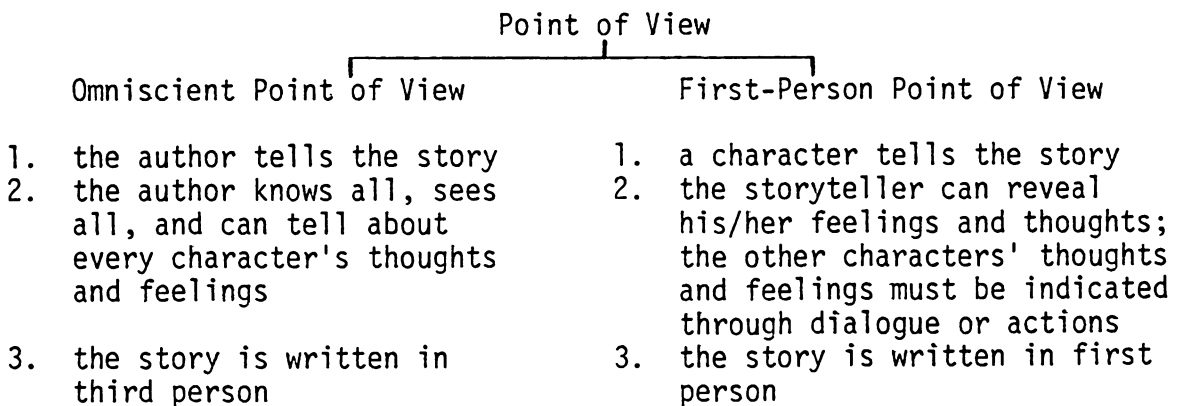 Point of View
Omniscient Point of View
1. the author tells the story
2. the author knows all, sees
all, and can tell about
every character's thoughts
and feelings
3. the story is written in
third person
First-Person Point of View
1. a character tells the story
2. the storyteller can reveal
his/her feelings and thoughts;
the other characters' thoughts
and feelings must be indicated
through dialogue or actions
3. the story is written in first
person